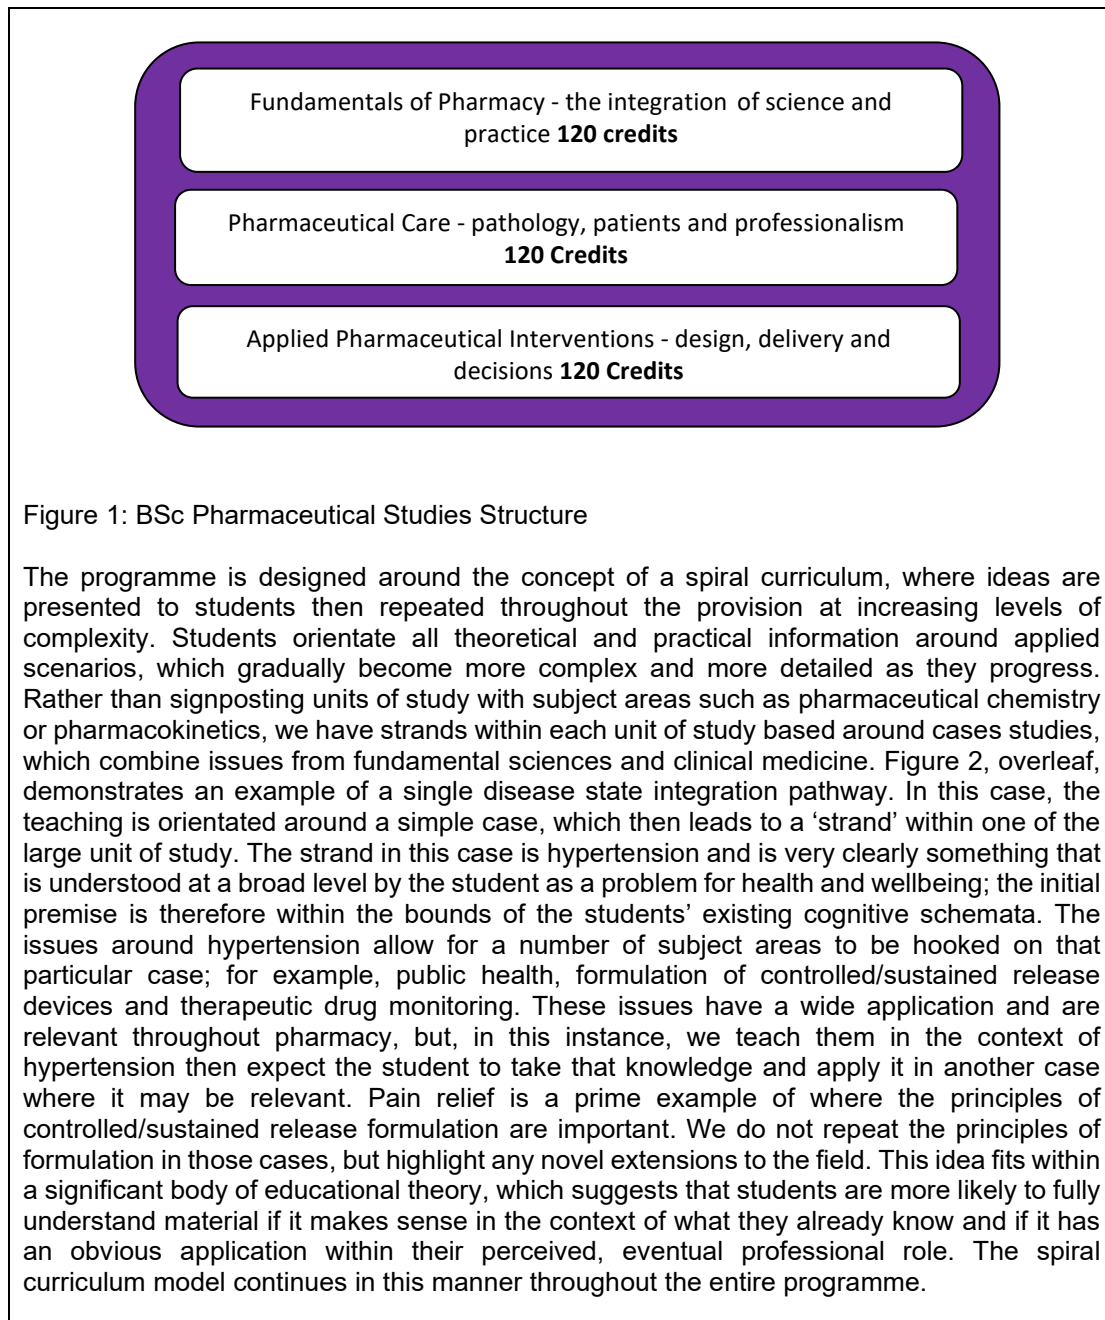 Fundamentals of Pharmacy - the integration of science and
practice 120 credits
Pharmaceutical Care - pathology, patients and professionalism
120 Credits
Applied Pharmaceutical Interventions - design, delivery and
decisions 120 Credits
Figure 1: BSc Pharmaceutical Studies Structure
The programme is designed around the concept of a spiral curriculum, where ideas are
presented to students then repeated throughout the provision at increasing levels of
complexity. Students orientate all theoretical and practical information around applied
scenarios, which gradually become more complex and more detailed as they progress.
Rather than signposting units of study with subject areas such as pharmaceutical chemistry
or pharmacokinetics, we have strands within each unit of study based around cases studies,
which combine issues from fundamental sciences and clinical medicine. Figure 2, overleaf,
demonstrates an example of a single disease state integration pathway. In this case, the
teaching is orientated around a simple case, which then leads to a ‘strand’ within one of the
large unit of study. The strand in this case is hypertension and is very clearly something that
is understood at a broad level by the student as a problem for health and wellbeing; the initial
premise is therefore within the bounds of the students’ existing cognitive schemata. The
issues around hypertension allow for a number of subject areas to be hooked on that
particular case; for example, public health, formulation of controlled/sustained release
devices and therapeutic drug monitoring. These issues have a wide application and are
relevant throughout pharmacy, but, in this instance, we teach them in the context of
hypertension then expect the student to take that knowledge and apply it in another case
where it may be relevant. Pain relief is a prime example of where the principles of
controlled/sustained release formulation are important. We do not repeat the principles of
formulation in those cases, but highlight any novel extensions to the field. This idea fits within
a significant body of educational theory, which suggests that students are more likely to fully
understand material if it makes sense in the context of what they already know and if it has
an obvious application within their perceived, eventual professional role. The spiral
curriculum model continues in this manner throughout the entire programme.